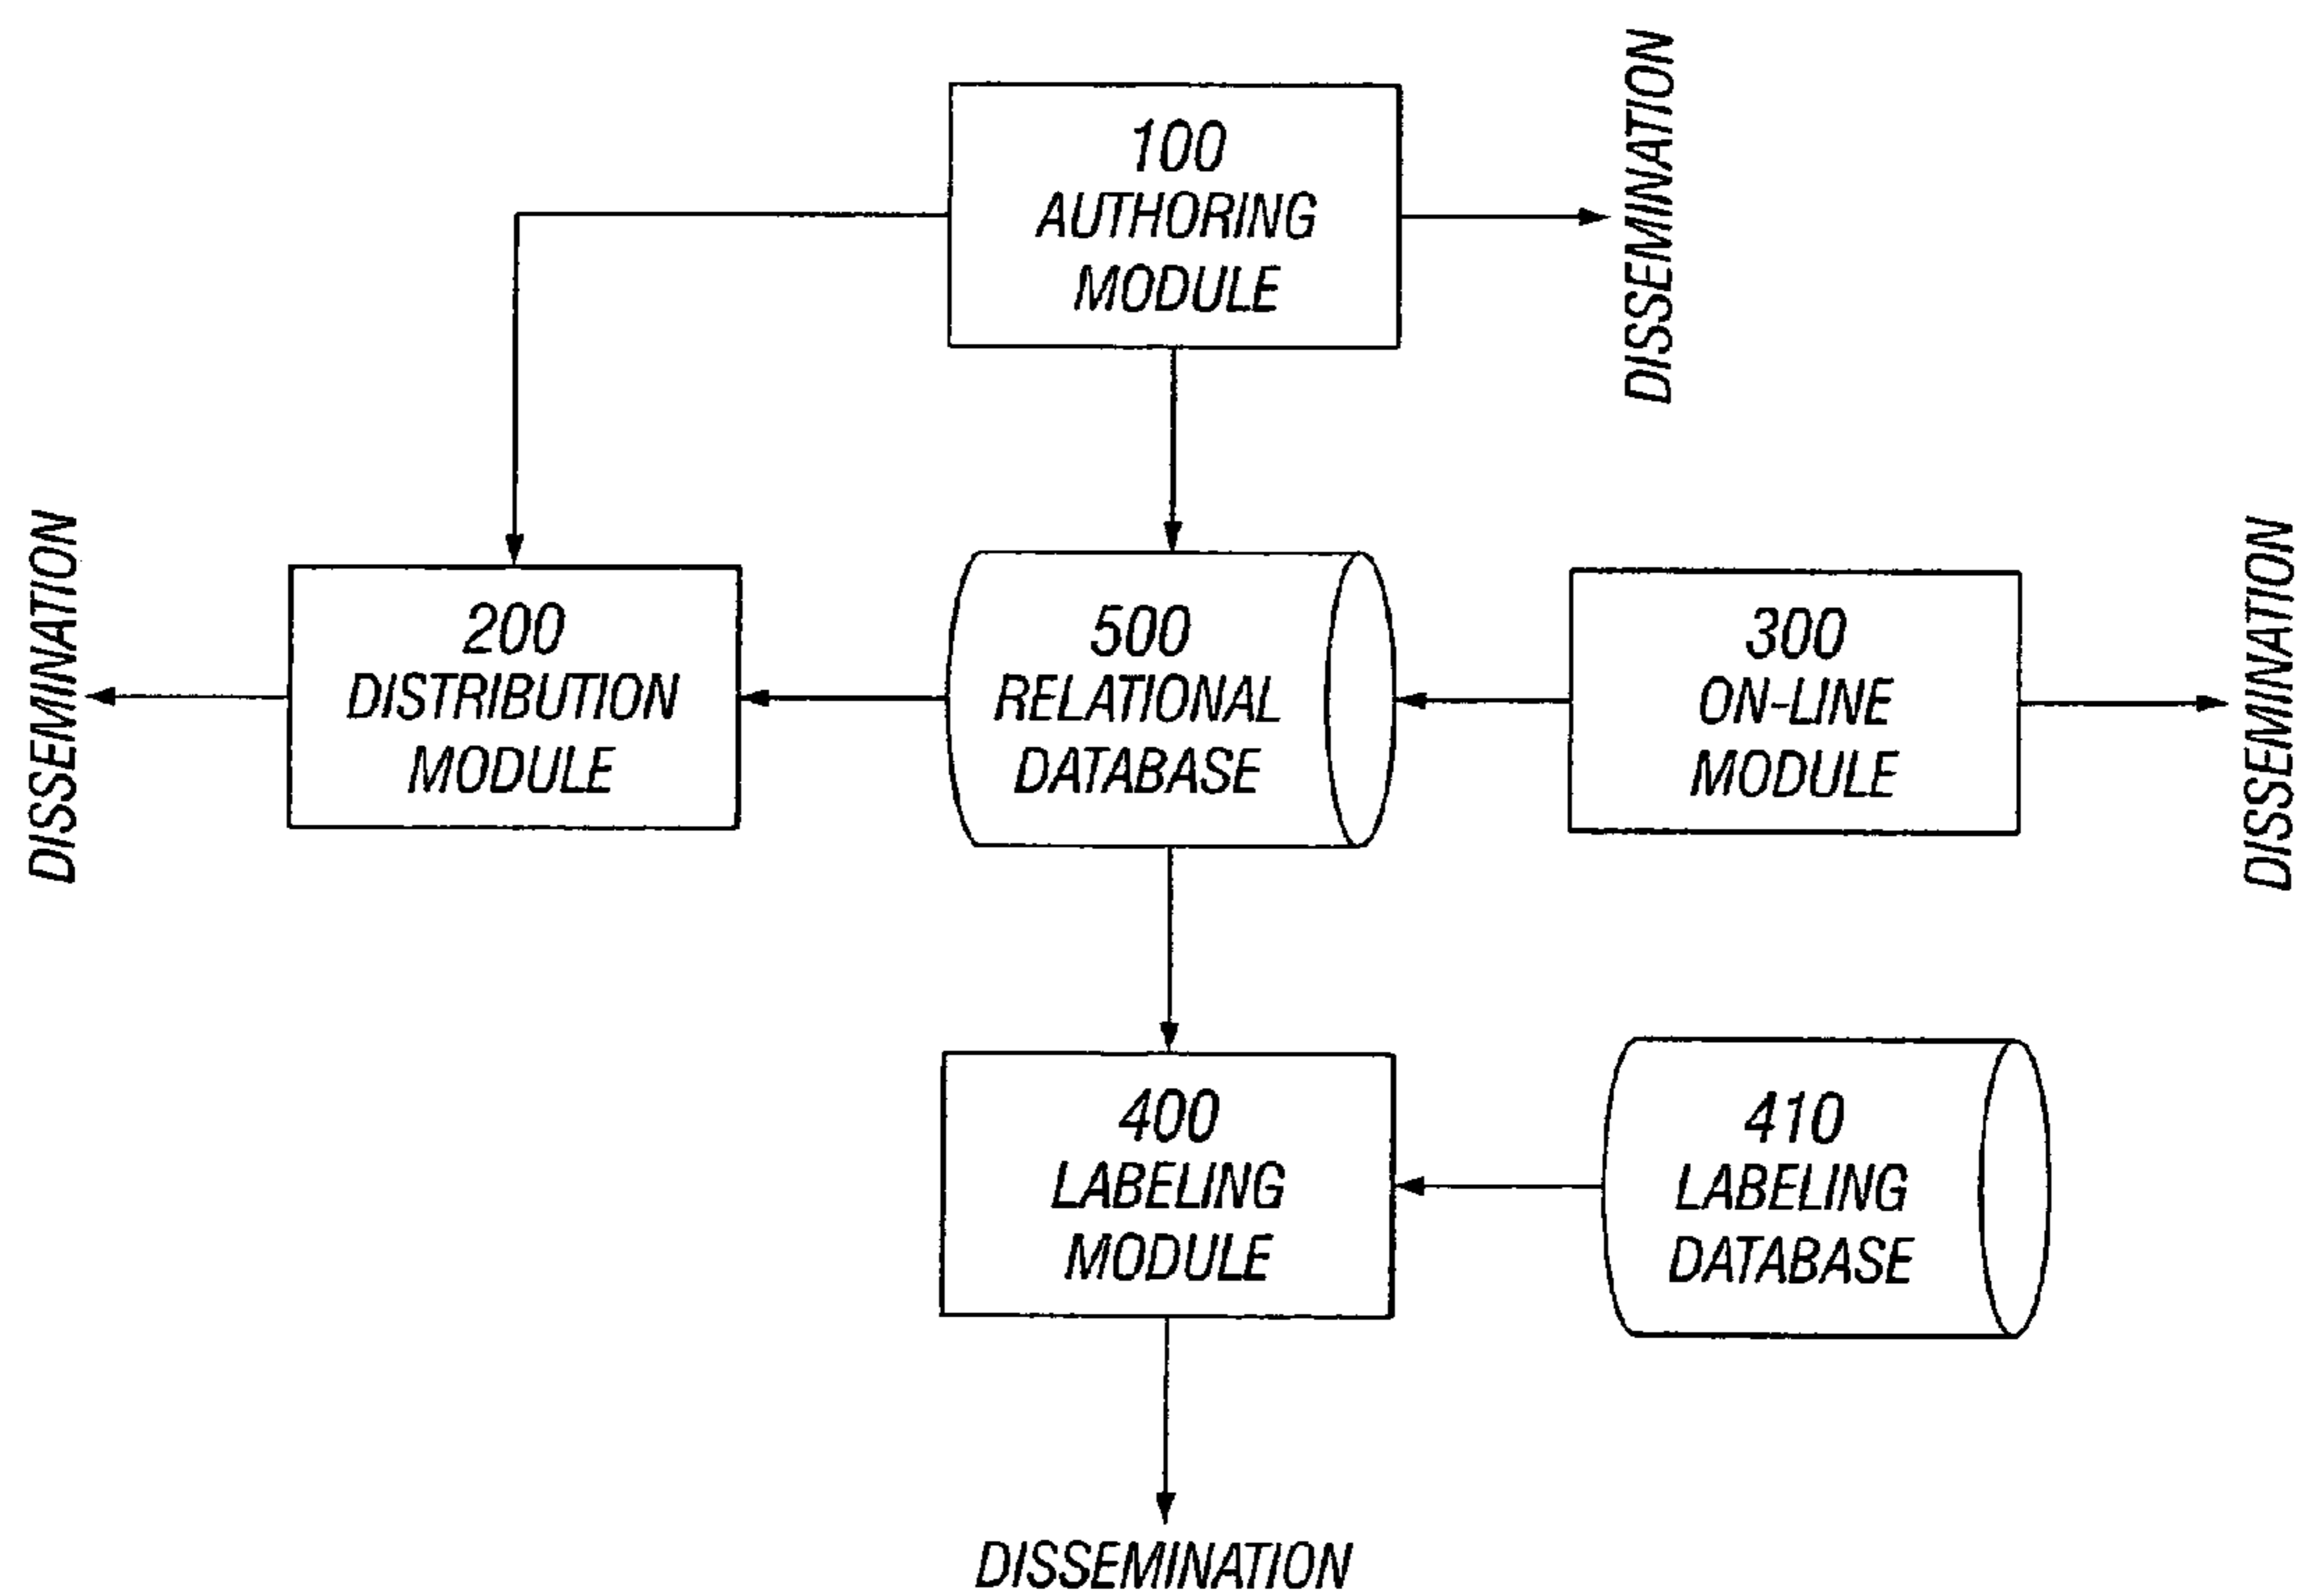 100
AUTHORING
MODULE
DISSEMINATION
DISSEMINATION
200
DISTRIBUTION
MODULE
500
RELATIONAL
DATABASE
300
ON-LINE
MODULE
DISSEMINATION
400
LABELING
MODULE
410
LABELING
DATABASE
DISSEMINATION